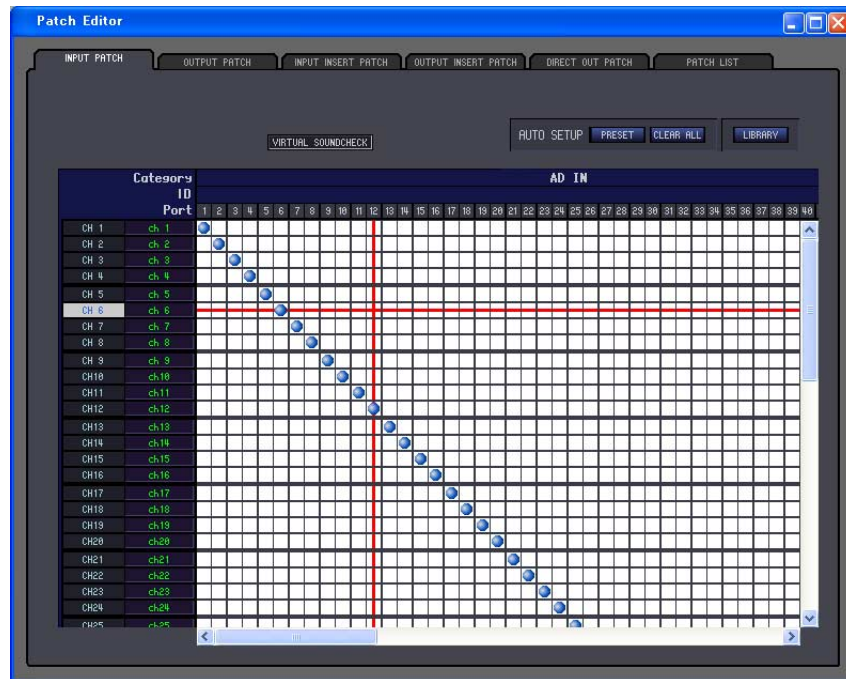 Patch Editor
INPUT PATCH OUTPUT PATCH INPUT INSERT PATCH OUTPUT INSERT PATCH DIRECT OUT PATCH PATCH LIST
VIRTUAL SOUNDCHECK AUTO SETUP PRESET CLEAR ALL LIBRARY
Category AD IN
ID
Port 1 2 3 4 5 6 7 8 9 10 11 12 13 14 15 16 17 18 19 20 21 22 23 24 25 26 27 28 29 30 31 32 33 34 35 36 37 38 39 40
CH 1 ch 1
CH 2 ch 2
CH 3 ch 3
CH 4 ch 4
CH 5 ch 5
CH 6 ch 6
CH 7 ch 7
CH 8 ch 8
CH 9 ch 9
CH10 ch10
CH11 ch11
CH12 ch12
CH13 ch13
CH14 ch14
CH15 ch15
CH16 ch16
CH17 ch17
CH18 ch18
CH19 ch19
CH20 ch20
CH21 ch21
CH22 ch22
CH23 ch23
CH24 ch24
CH25 ch25